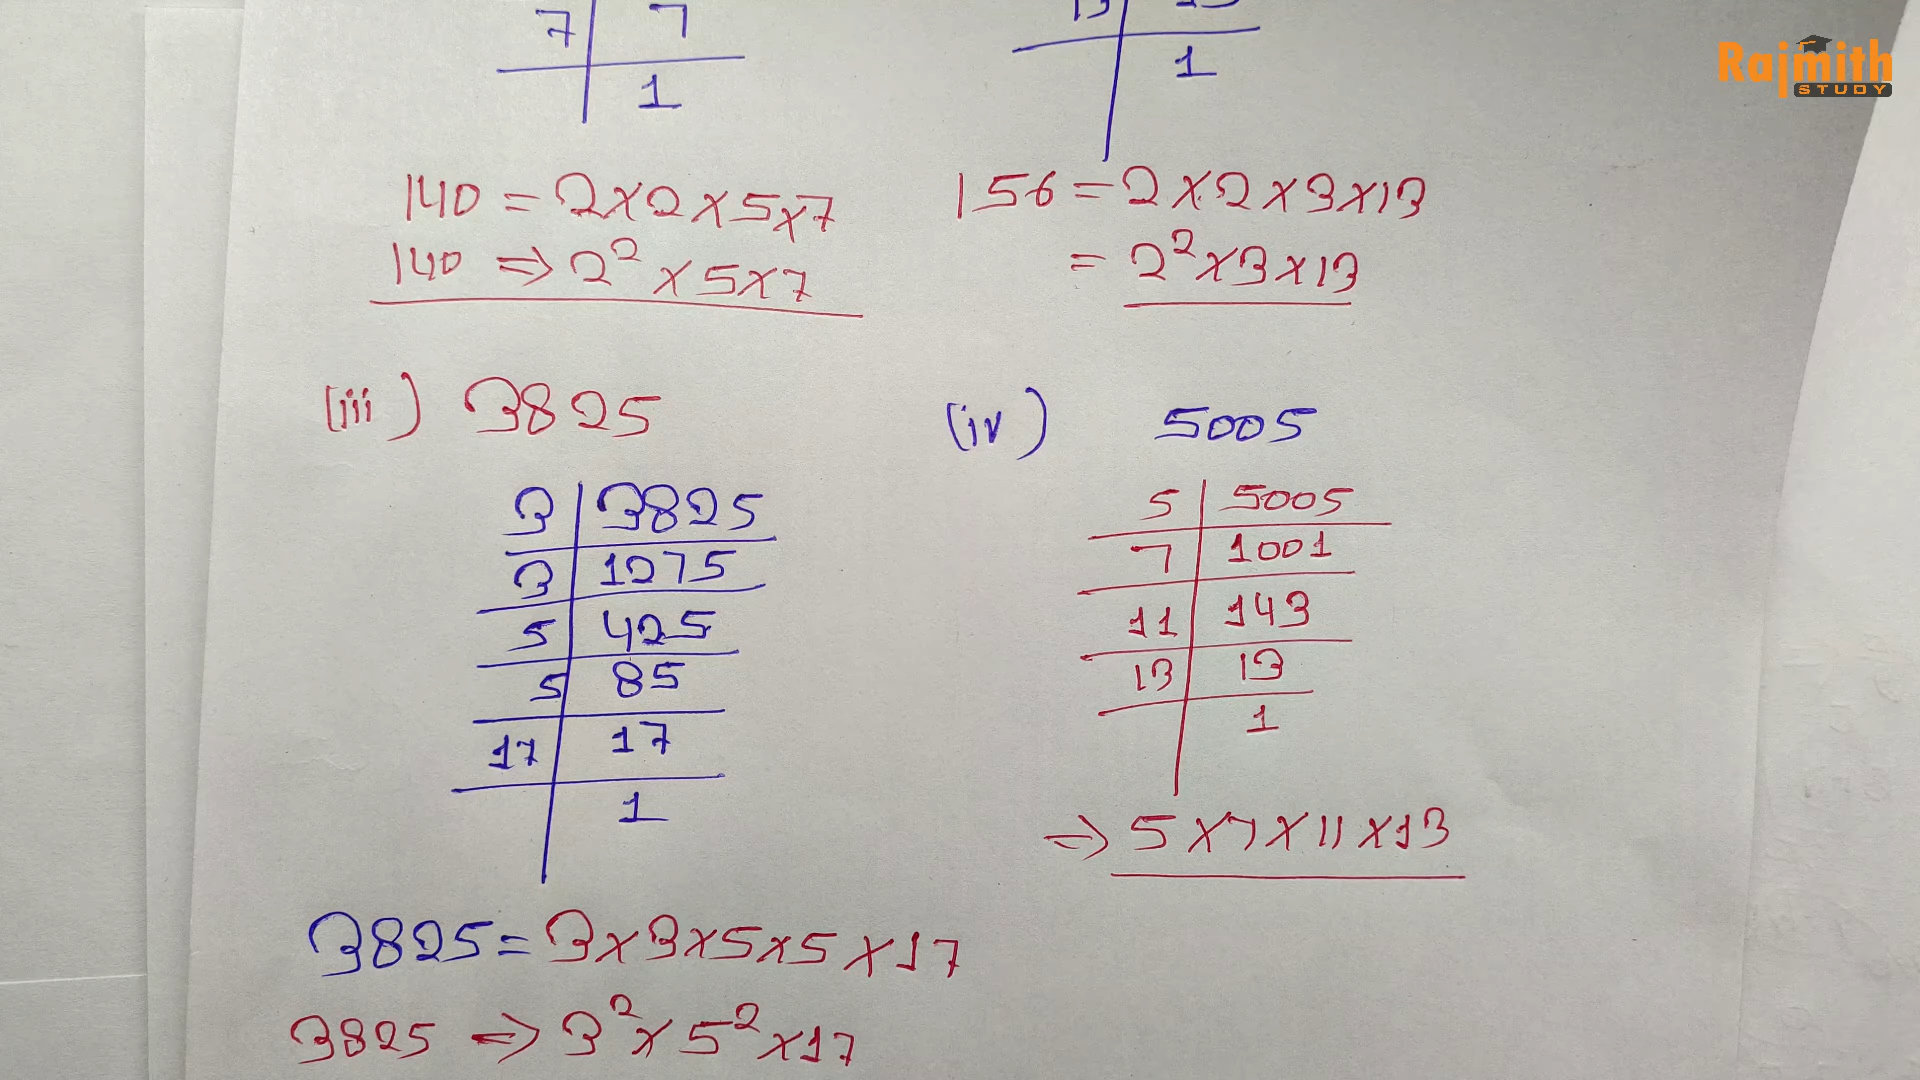 7 | 7
1
140 = 2×2×5×7
140 ⇒ 2² × 5×7
13
1
156 = 2×2×3×13
= 2²×3×13
(iii) 3825
3 | 3825
3 | 1275
5 | 425
5 | 85
17 | 17
1
3825 = 3×3×5×5×17
3825 ⇒ 3²×5²×17
(iv) 5005
5 | 5005
7 | 1001
11 | 143
13 | 13
1
⇒ 5×7×11×13
Rajmith
STUDY